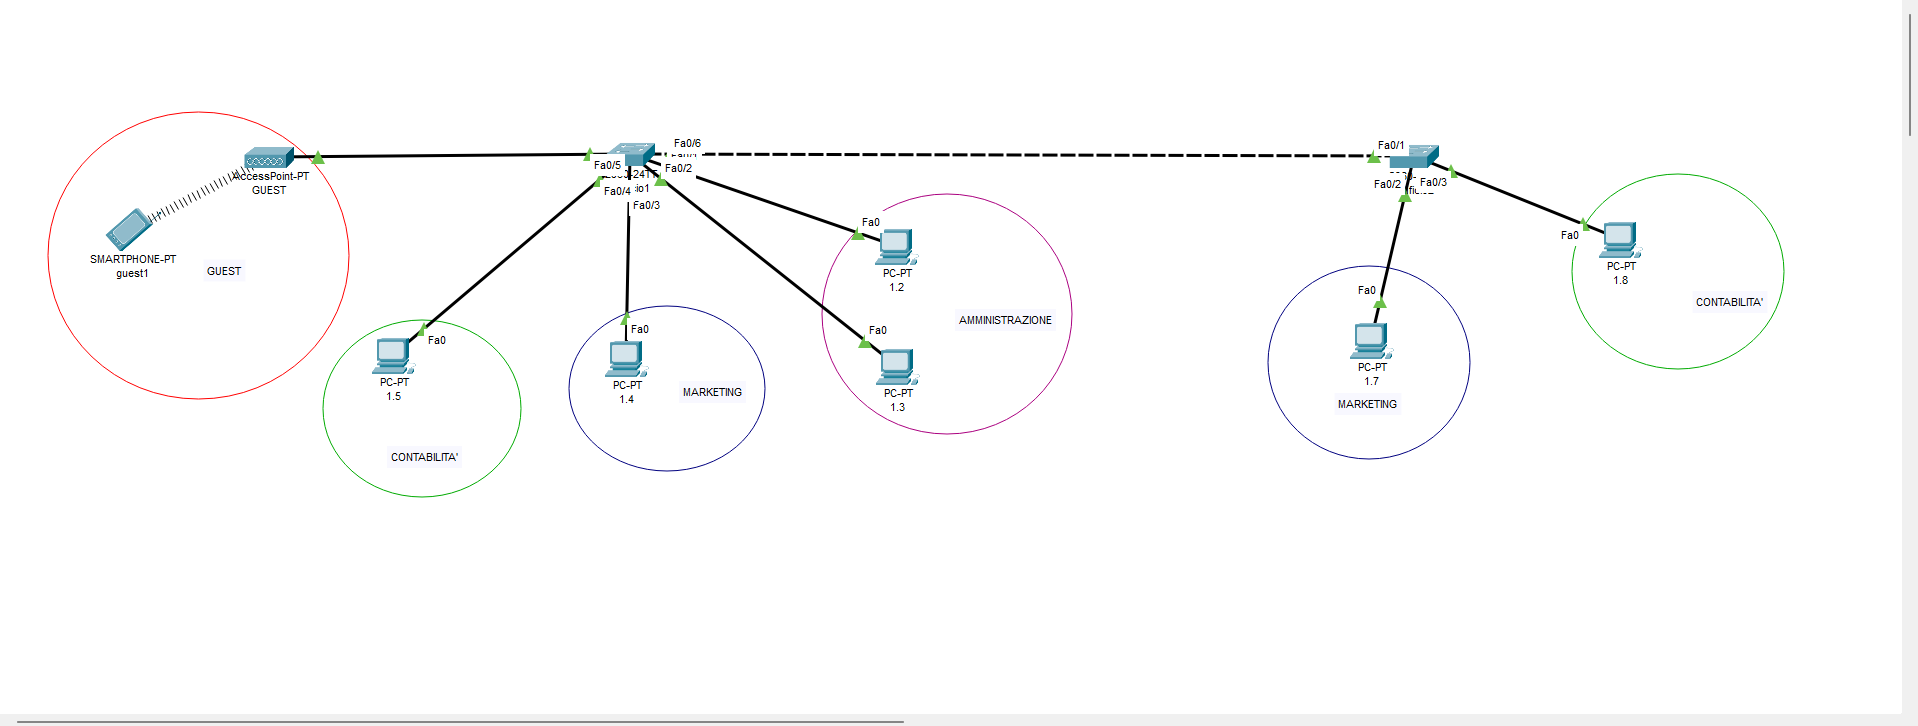 AccessPoint-PT
GUEST
SMARTPHONE-PT
guest1
GUEST
Fa0/6
Fa0/5
Fa0/2
Fa0/4
Fa0/3
Fa0
PC-PT
1.5
CONTABILITA'
Fa0
PC-PT
1.4
MARKETING
Fa0
PC-PT
1.2
AMMINISTRAZIONE
Fa0
PC-PT
1.3
Fa0/1
Fa0/2
Fa0/3
Fa0
PC-PT
1.7
MARKETING
Fa0
PC-PT
1.8
CONTABILITA'